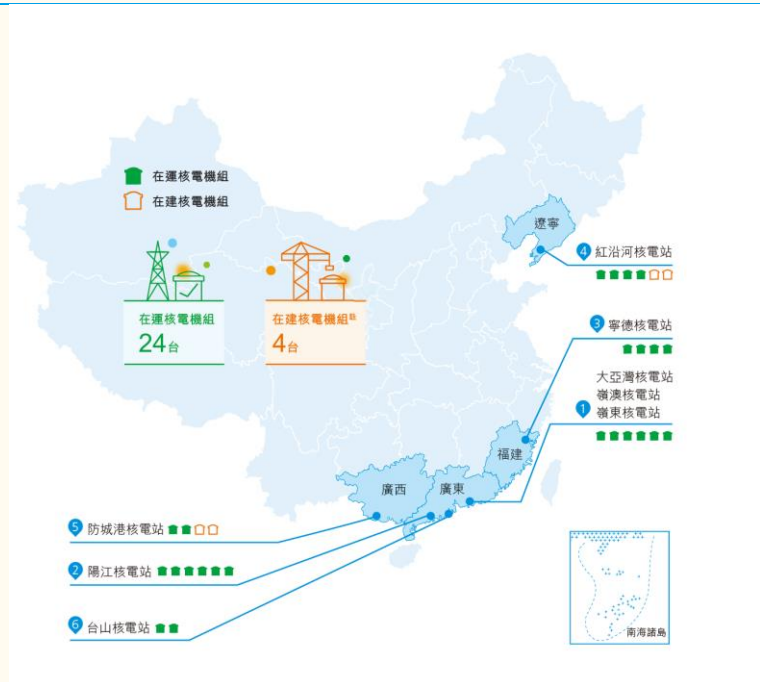 在運核電機組
在建核電機組
在運核電機組
24台
在建核電機組註
4台
遼寧
4 紅沿河核電站
3 寧德核電站
大亞灣核電站
嶺澳核電站
1 嶺東核電站
福建
廣西
廣東
5 防城港核電站
2 陽江核電站
6 台山核電站
南海諸島